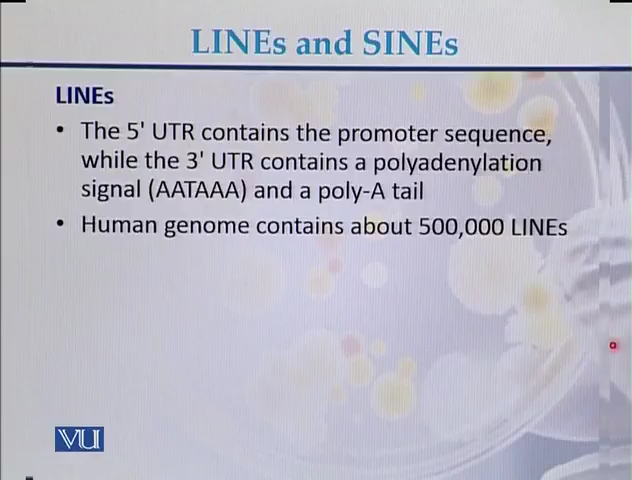 LINEs and SINEs
LINEs
• The 5' UTR contains the promoter sequence,
while the 3' UTR contains a polyadenylation
signal (AATAAA) and a poly-A tail
• Human genome contains about 500,000 LINEs
VU